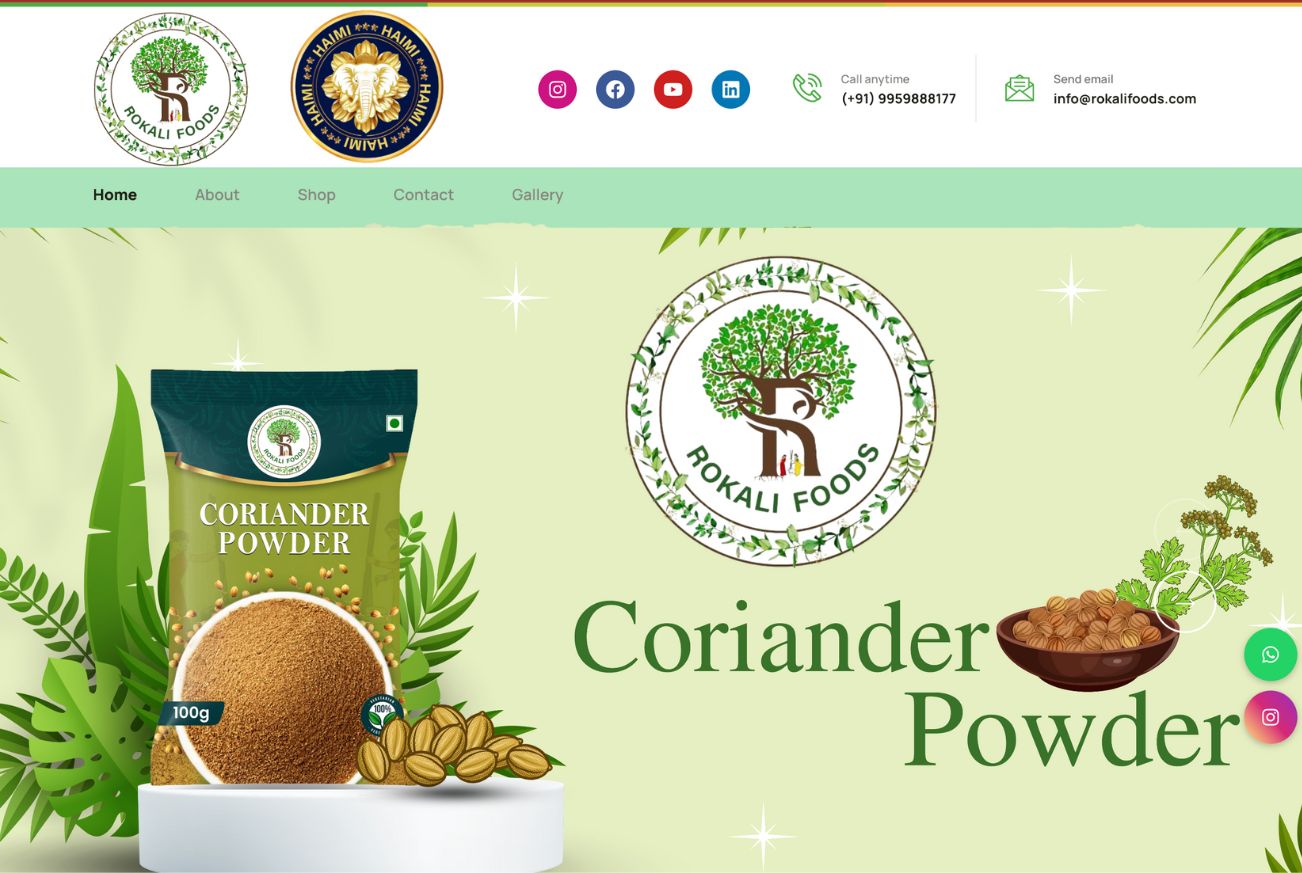 ROKALI FOODS
HAIMI HAIMI HAIMI HAIMI HAIMI
Call anytime
(+91) 9959888177
Send email
info@rokalifoods.com
Home
About
Shop
Contact
Gallery
ROKALI FOODS
ROKALI FOODS
CORIANDER
POWDER
100g
100%
Coriander
Powder